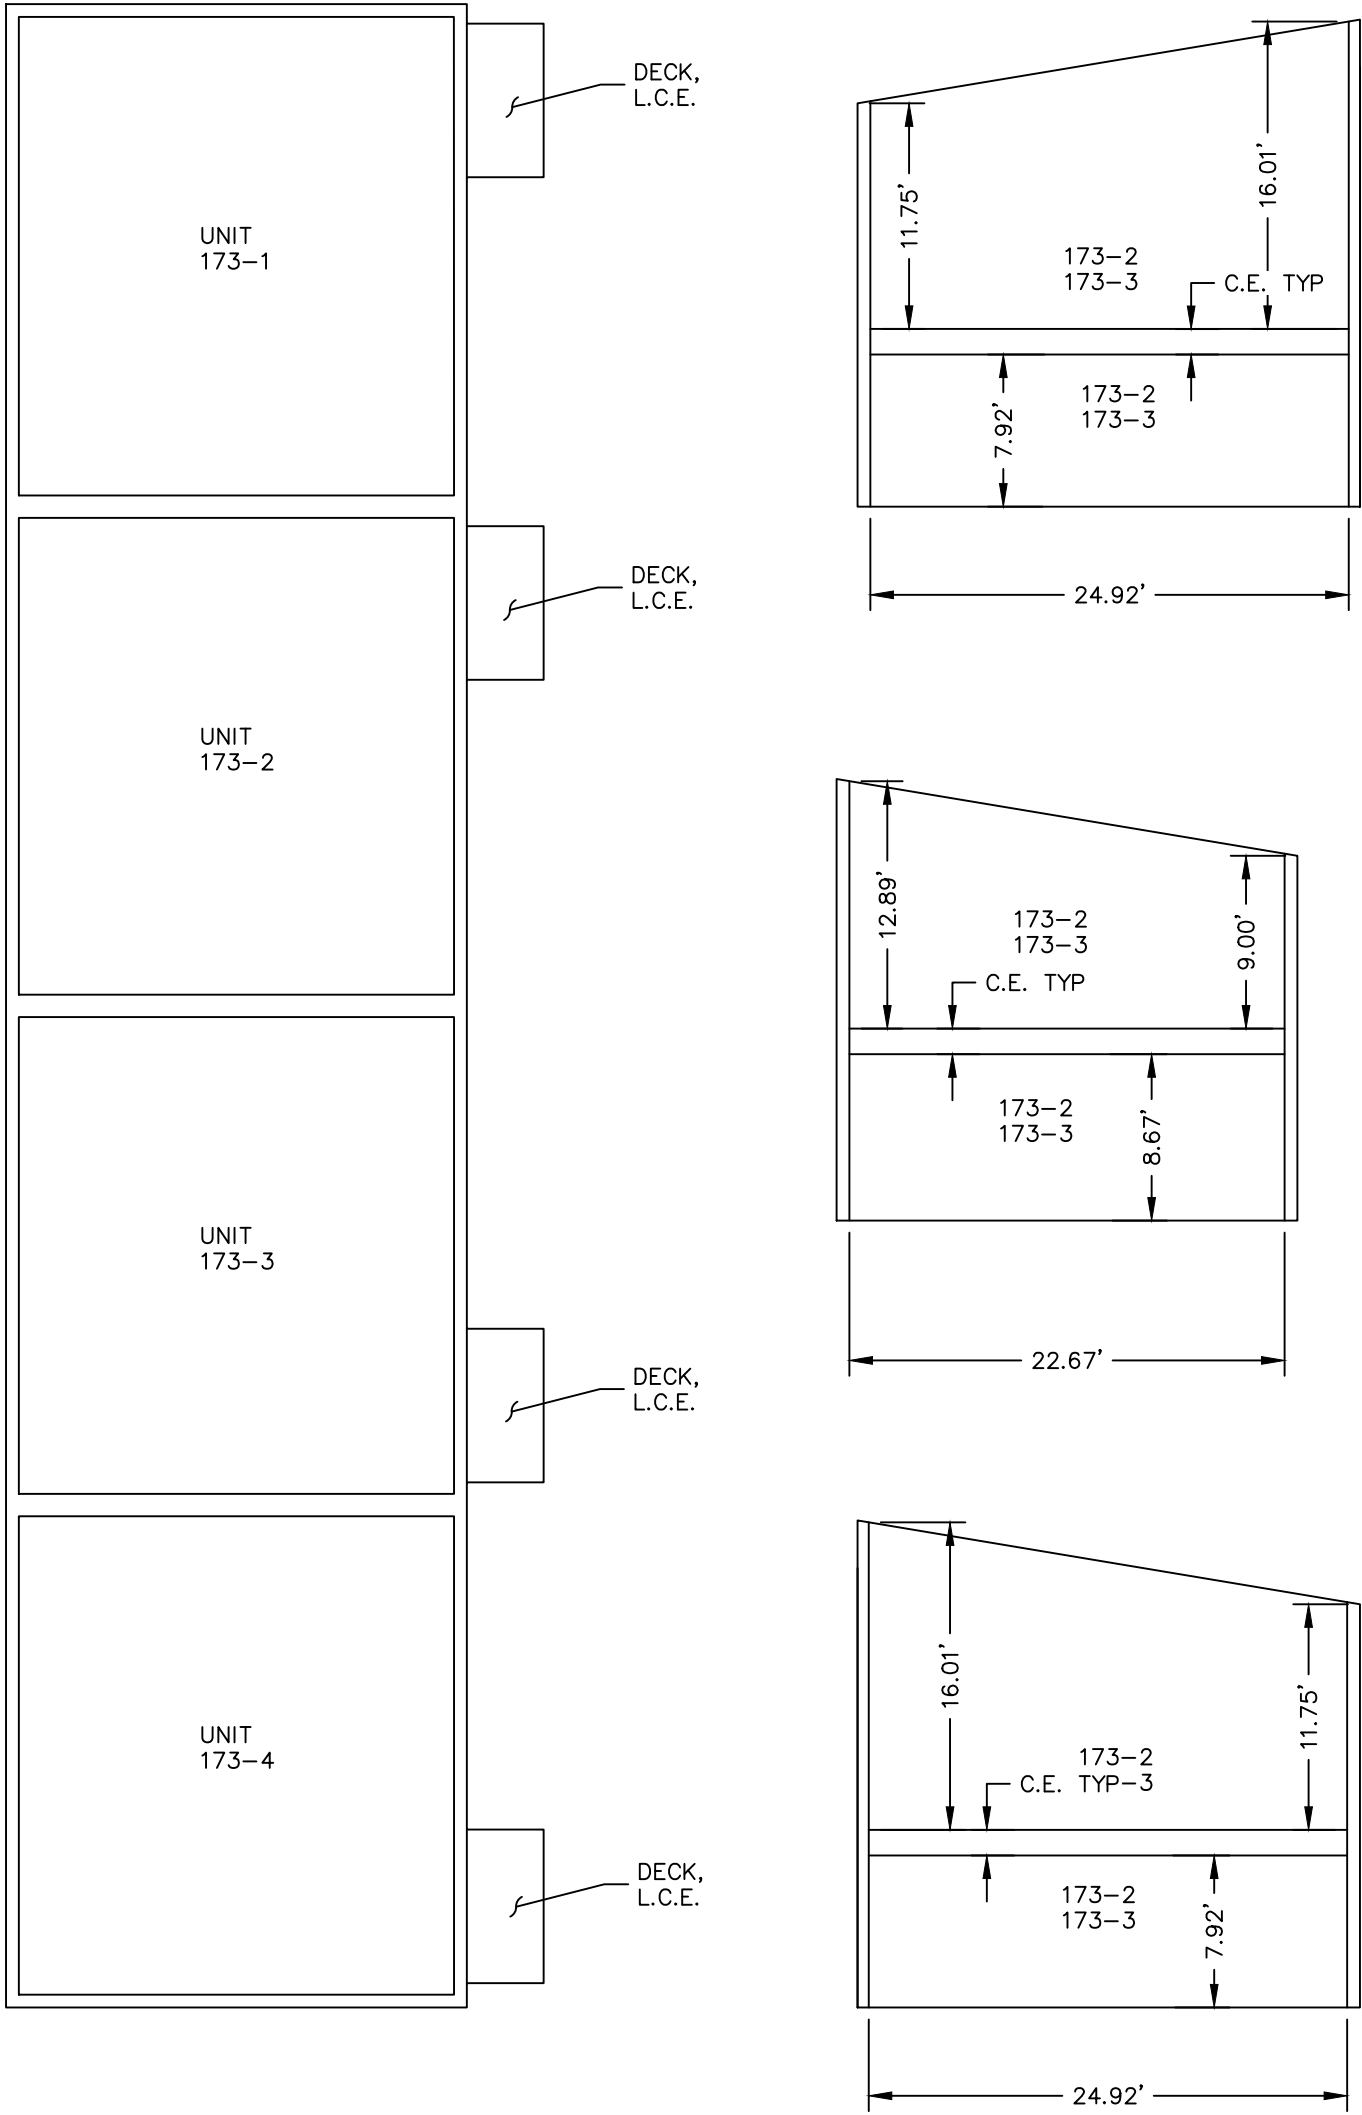 DECK,
L.C.E.
UNIT
173-1
DECK,
L.C.E.
UNIT
173-2
UNIT
173-3
DECK,
L.C.E.
UNIT
173-4
DECK,
L.C.E.
11.75'
16.01'
173-2
173-3
C.E. TYP
7.92'
173-2
173-3
24.92'
12.89'
9.00'
173-2
173-3
C.E. TYP
173-2
173-3
8.67'
22.67'
16.01'
11.75'
173-2
C.E. TYP-3
173-2
173-3
7.92'
24.92'